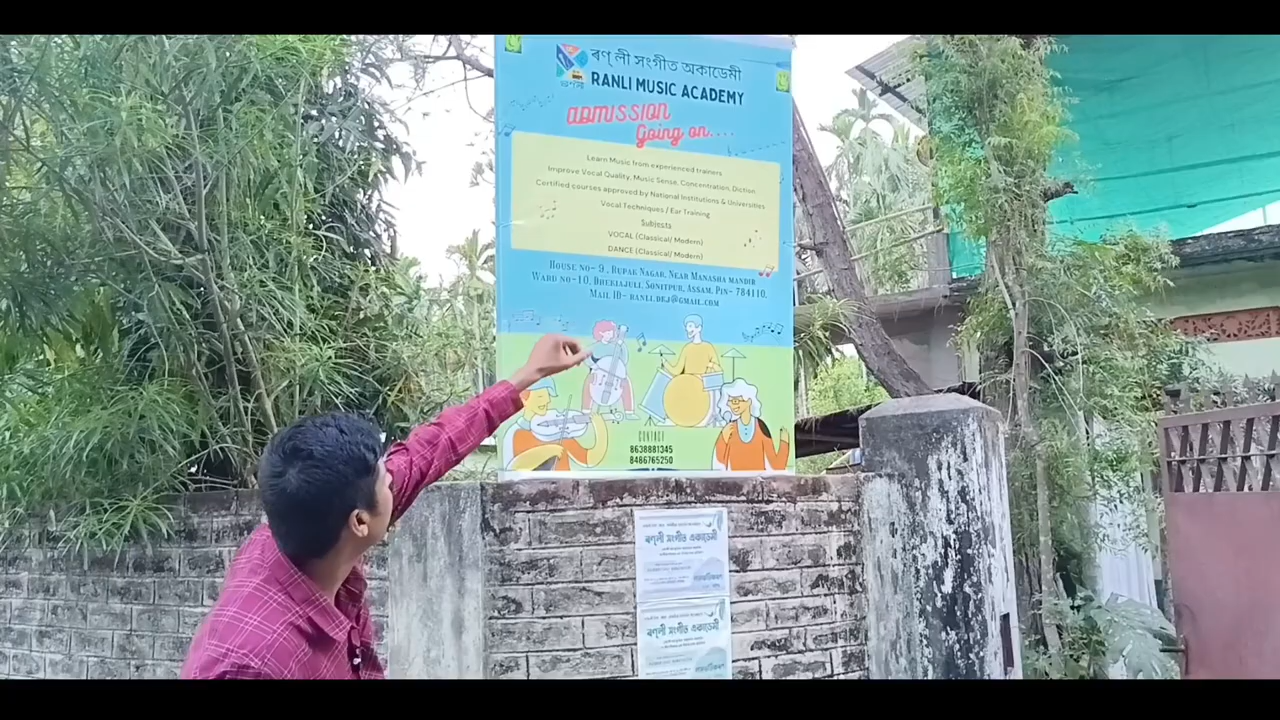 ৰণ্ লী সংগীত অকাডেমী
RANLI MUSIC ACADEMY
ADMISSION
Going on....
Learn Music from experienced trainers
Improve Vocal Quality, Music Sense, Concentration, Diction
Certified courses approved by National Institutions & Universities
Vocal Techniques / Ear Training
Subjects
VOCAL (Classical/ Modern)
DANCE (Classical/ Modern)
House no- 9 , Rupak Nagar, Near Manasha mandir
Ward no-10, Dhekiajuli, Sonitpur, Assam, Pin- 784110,
Mail ID- ranli.dkj@gmail.com
CONTACT
8638881345
8486765250
ৰণ্‌লী সংগীত একাডেমী
ৰণ্‌লী সংগীত একাডেমী